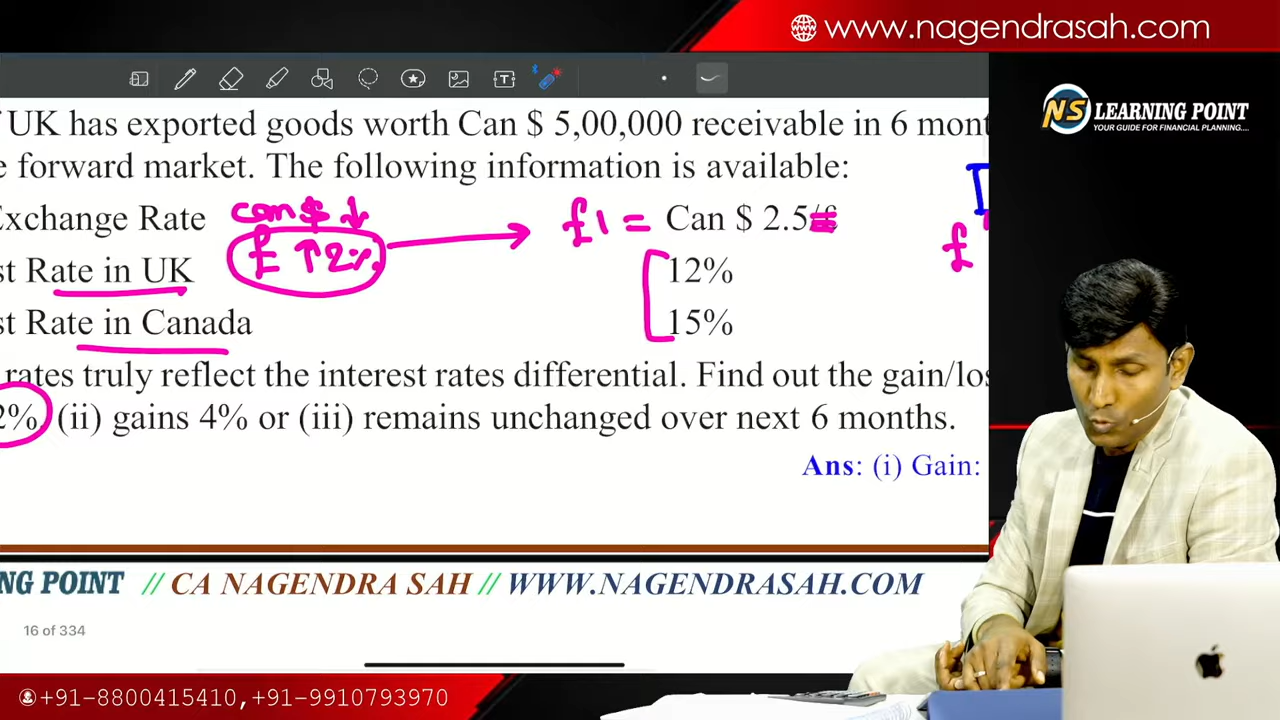 www.nagendrasah.com
NS LEARNING POINT
YOUR GUIDE FOR FINANCIAL PLANNING....
UK has exported goods worth Can $ 5,00,000 receivable in 6 mont
e forward market. The following information is available:
xchange Rate can $ ↓ £ 1 = Can $ 2.5/£
£ ↑ 2%
£
st Rate in UK 12%
st Rate in Canada 15%
rates truly reflect the interest rates differential. Find out the gain/los
2% (ii) gains 4% or (iii) remains unchanged over next 6 months.
Ans: (i) Gain:
NG POINT // CA NAGENDRA SAH // WWW.NAGENDRASAH.COM
16 of 334
+91-8800415410,+91-9910793970